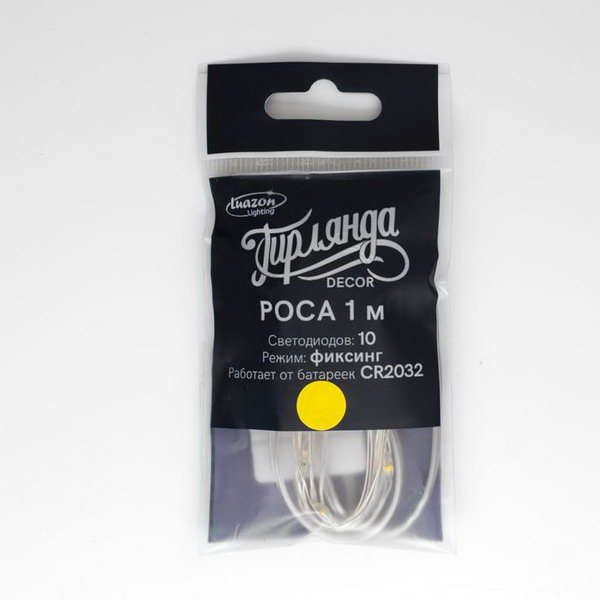 Luazon
Lighting
Гирлянда
DECOR
РОСА 1 м
Светодиодов: 10
Режим: фиксинг
Работает от батареек CR2032